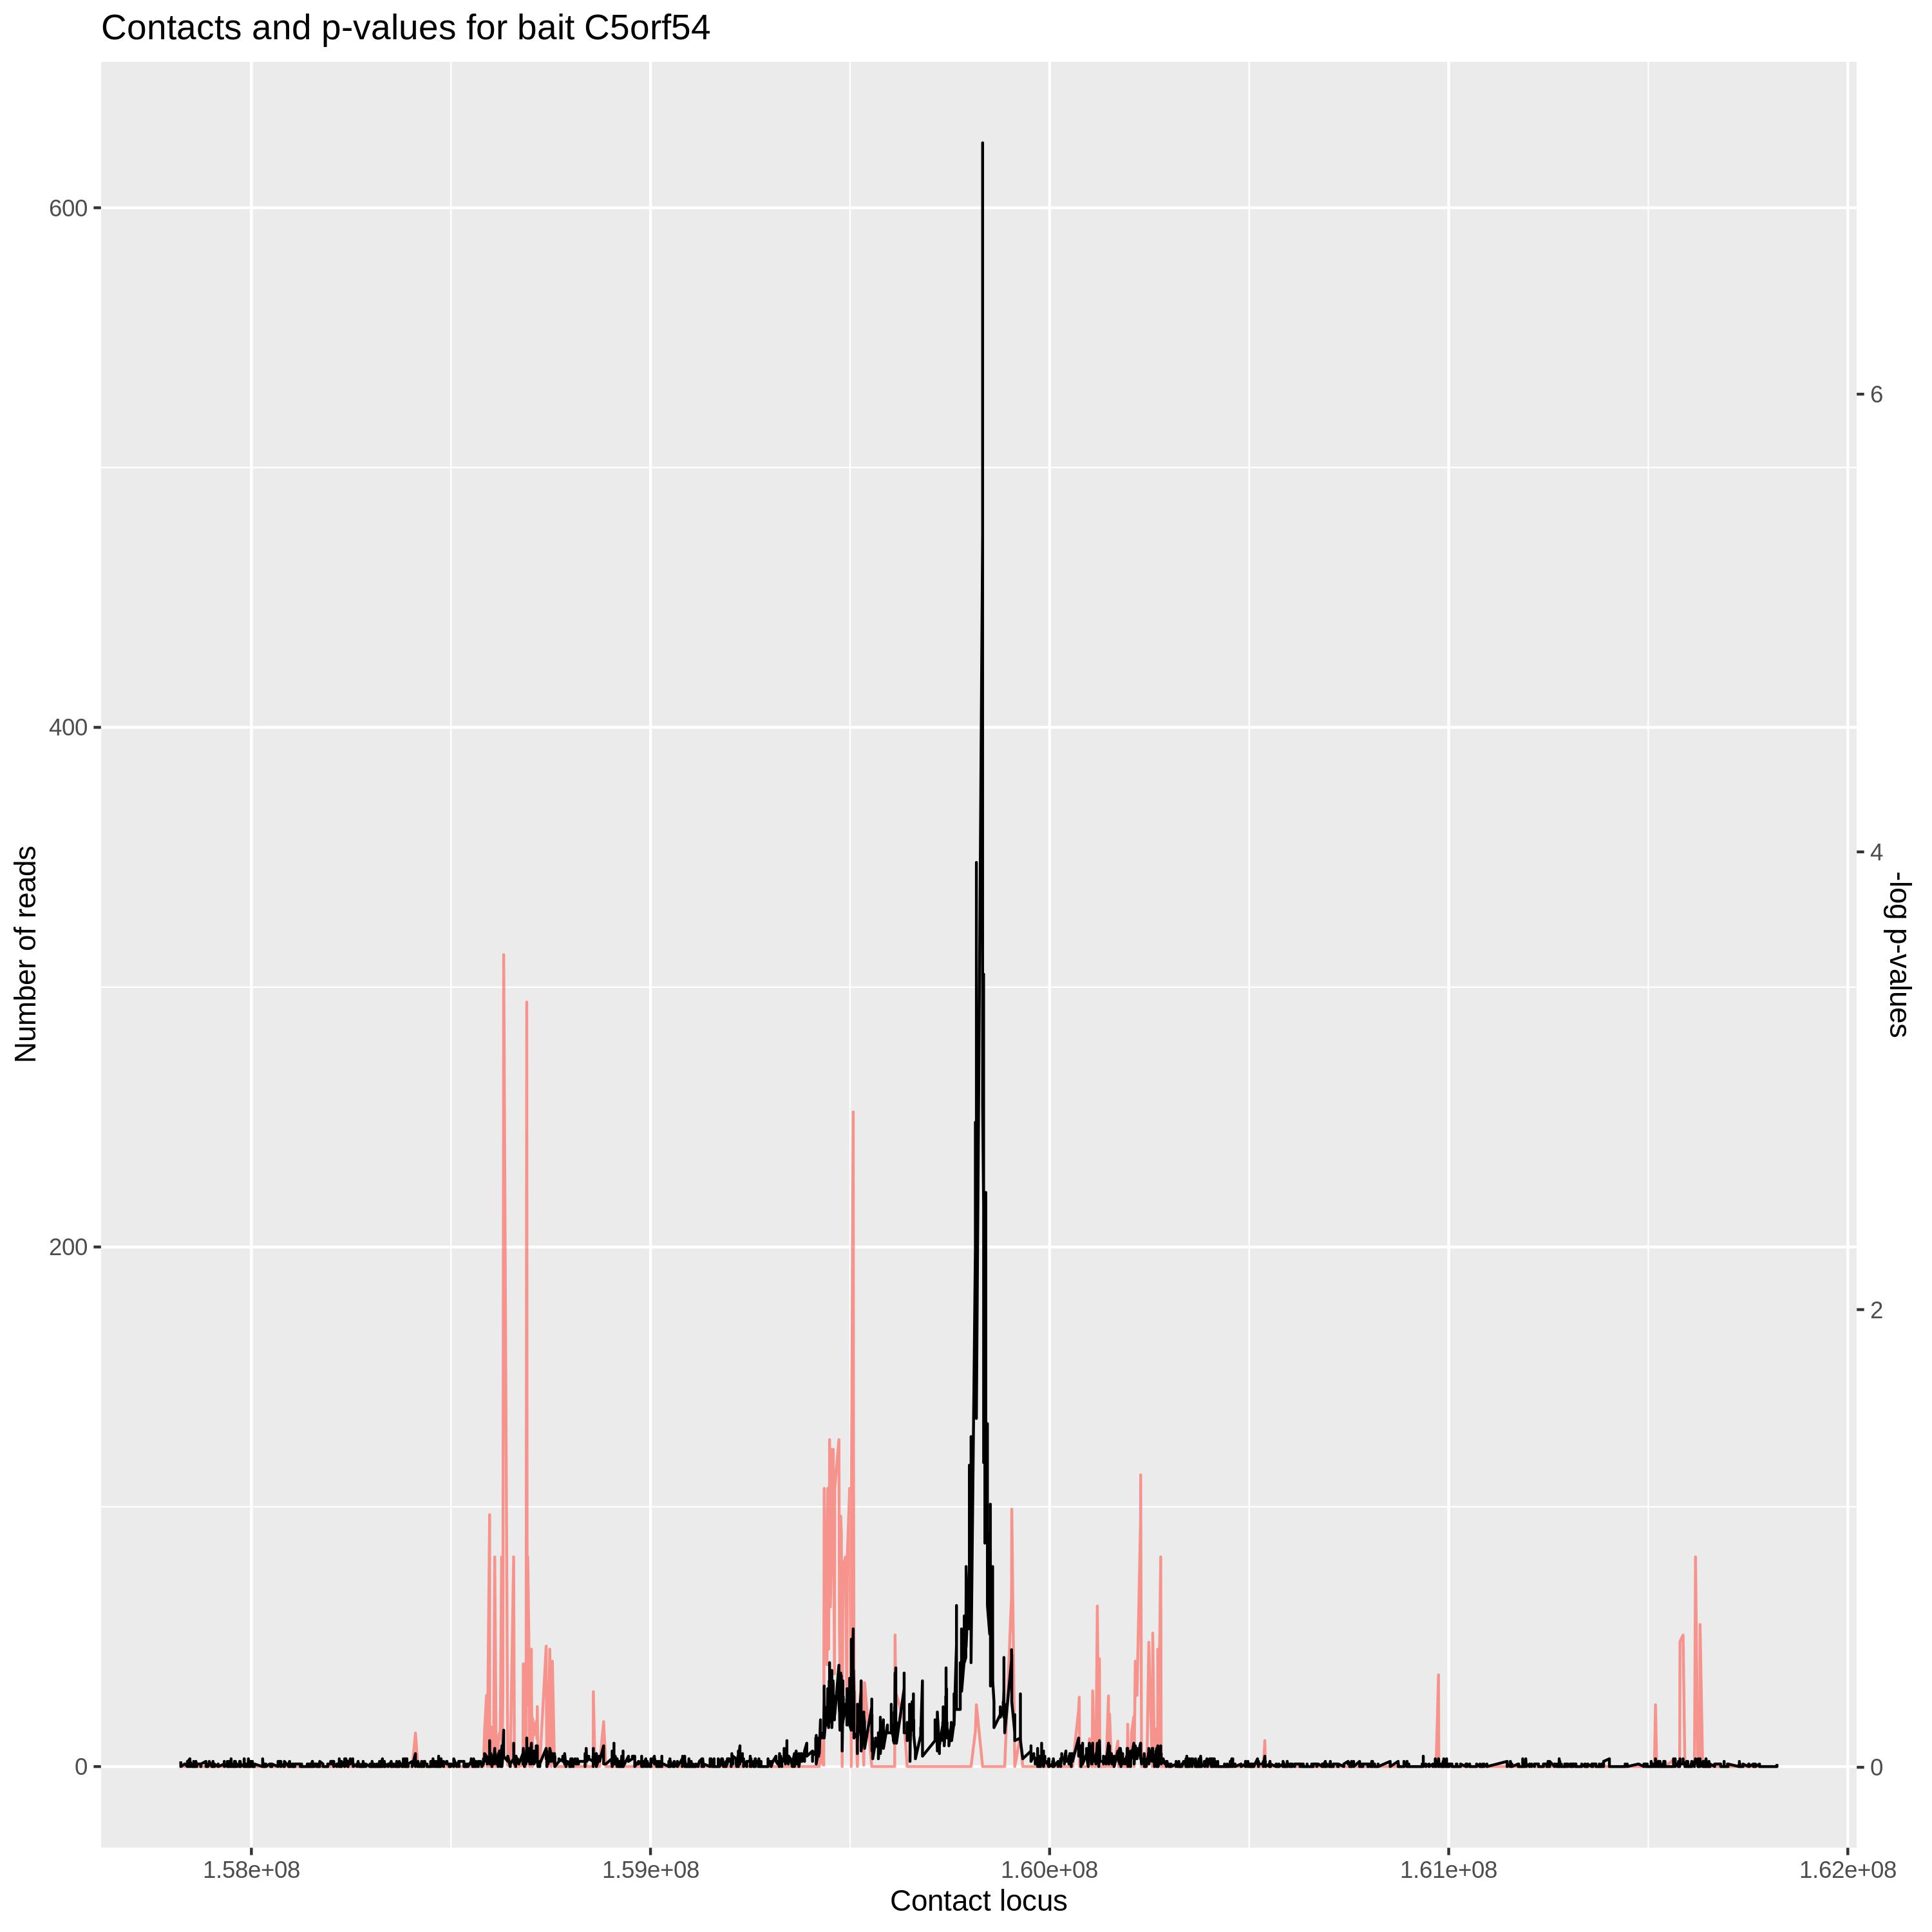 Contacts and p-values for bait C5orf54
600
400
200
0
Number of reads
6
4
2
0
-log p-values
1.58e+08
1.59e+08
1.60e+08
1.61e+08
1.62e+08
Contact locus